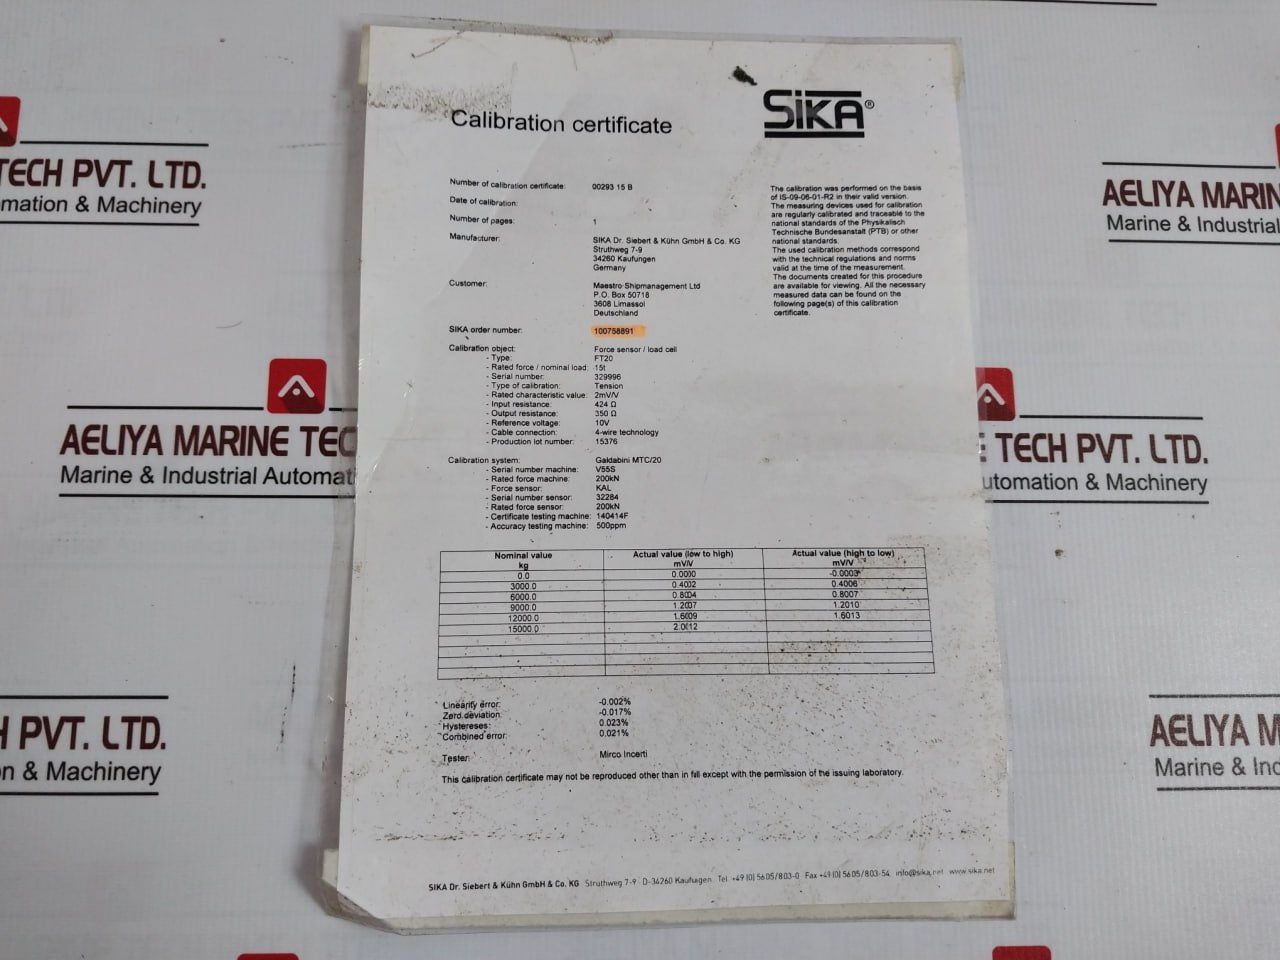 Calibration certificate
SiKA®
Number of calibration certificate: 00293 15 B
Date of calibration:
Number of pages: 1
Manufacturer: SIKA Dr. Siebert & Kühn GmbH & Co. KG
Struthweg 7-9
34260 Kaufungen
Germany
Customer: Maestro Shipmanagement Ltd
P.O. Box 50718
3608 Limassol
Deutschland
The calibration was performed on the basis
of IS-09-06-01-R2 in their valid version.
The measuring devices used for calibration
are regularly calibrated and traceable to the
national standards of the Physikalisch
Technische Bundesanstalt (PTB) or other
national standards.
The used calibration methods correspond
with the technical regulations and norms
valid at the time of the measurement.
The documents created for this procedure
are available for viewing. All the necessary
measured data can be found on the
following page(s) of this calibration
certificate.
SIKA order number: 100758891
Calibration object: Force sensor / load cell
- Type: FT20
- Rated force / nominal load: 15t
- Serial number: 329996
- Type of calibration: Tension
- Rated characteristic value: 2mV/V
- Input resistance: 424 Ω
- Output resistance: 350 Ω
- Reference voltage: 10V
- Cable connection: 4-wire technology
- Production lot number: 15376
Calibration system: Galdabini MTC/20
- Serial number machine: V55S
- Rated force machine: 200kN
- Force sensor: KAL
- Serial number sensor: 32284
- Rated force sensor: 200kN
- Certificate testing machine: 140414F
- Accuracy testing machine: 500ppm
Nominal value Actual value (low to high) Actual value (high to low)
kg mV/V mV/V
0.0 0.0000 -0.0003
3000.0 0.4002 0.4006
6000.0 0.8004 0.8007
9000.0 1.2007 1.2010
12000.0 1.6009 1.6013
15000.0 2.0012
Linearity error: -0.002%
Zero deviation: -0.017%
Hystereses: 0.023%
Combined error: 0.021%
Tester: Mirco Incerti
This calibration certificate may not be reproduced other than in full except with the permission of the issuing laboratory.
SIKA Dr. Siebert & Kühn GmbH & Co. KG Struthweg 7-9 D-34260 Kaufungen Tel +49 (0) 5605/803-0 Fax +49 (0) 5605/803-54 info@sika.net www.sika.net
TECH PVT. LTD.
mation & Machinery
AELIYA MARIN
Marine & Industrial
AELIYA MARINE TEC
Marine & Industrial Automat
E TECH PVT. LTD.
utomation & Machinery
H PVT. LTD.
n & Machinery
AELIYA M
Marine & Ind